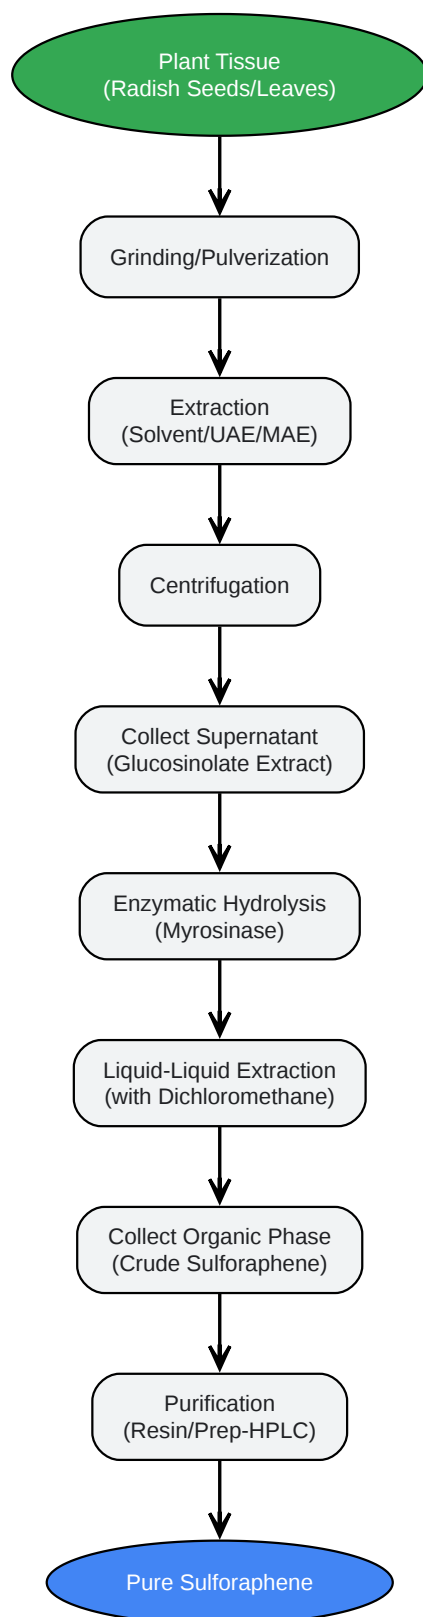 Plant Tissue
(Radish Seeds/Leaves)
Grinding/Pulverization
Extraction
(Solvent/UAE/MAE)
Centrifugation
Collect Supernatant
(Glucosinolate Extract)
Enzymatic Hydrolysis
(Myrosinase)
Liquid-Liquid Extraction
(with Dichloromethane)
Collect Organic Phase
(Crude Sulforaphene)
Purification
(Resin/Prep-HPLC)
Pure Sulforaphene